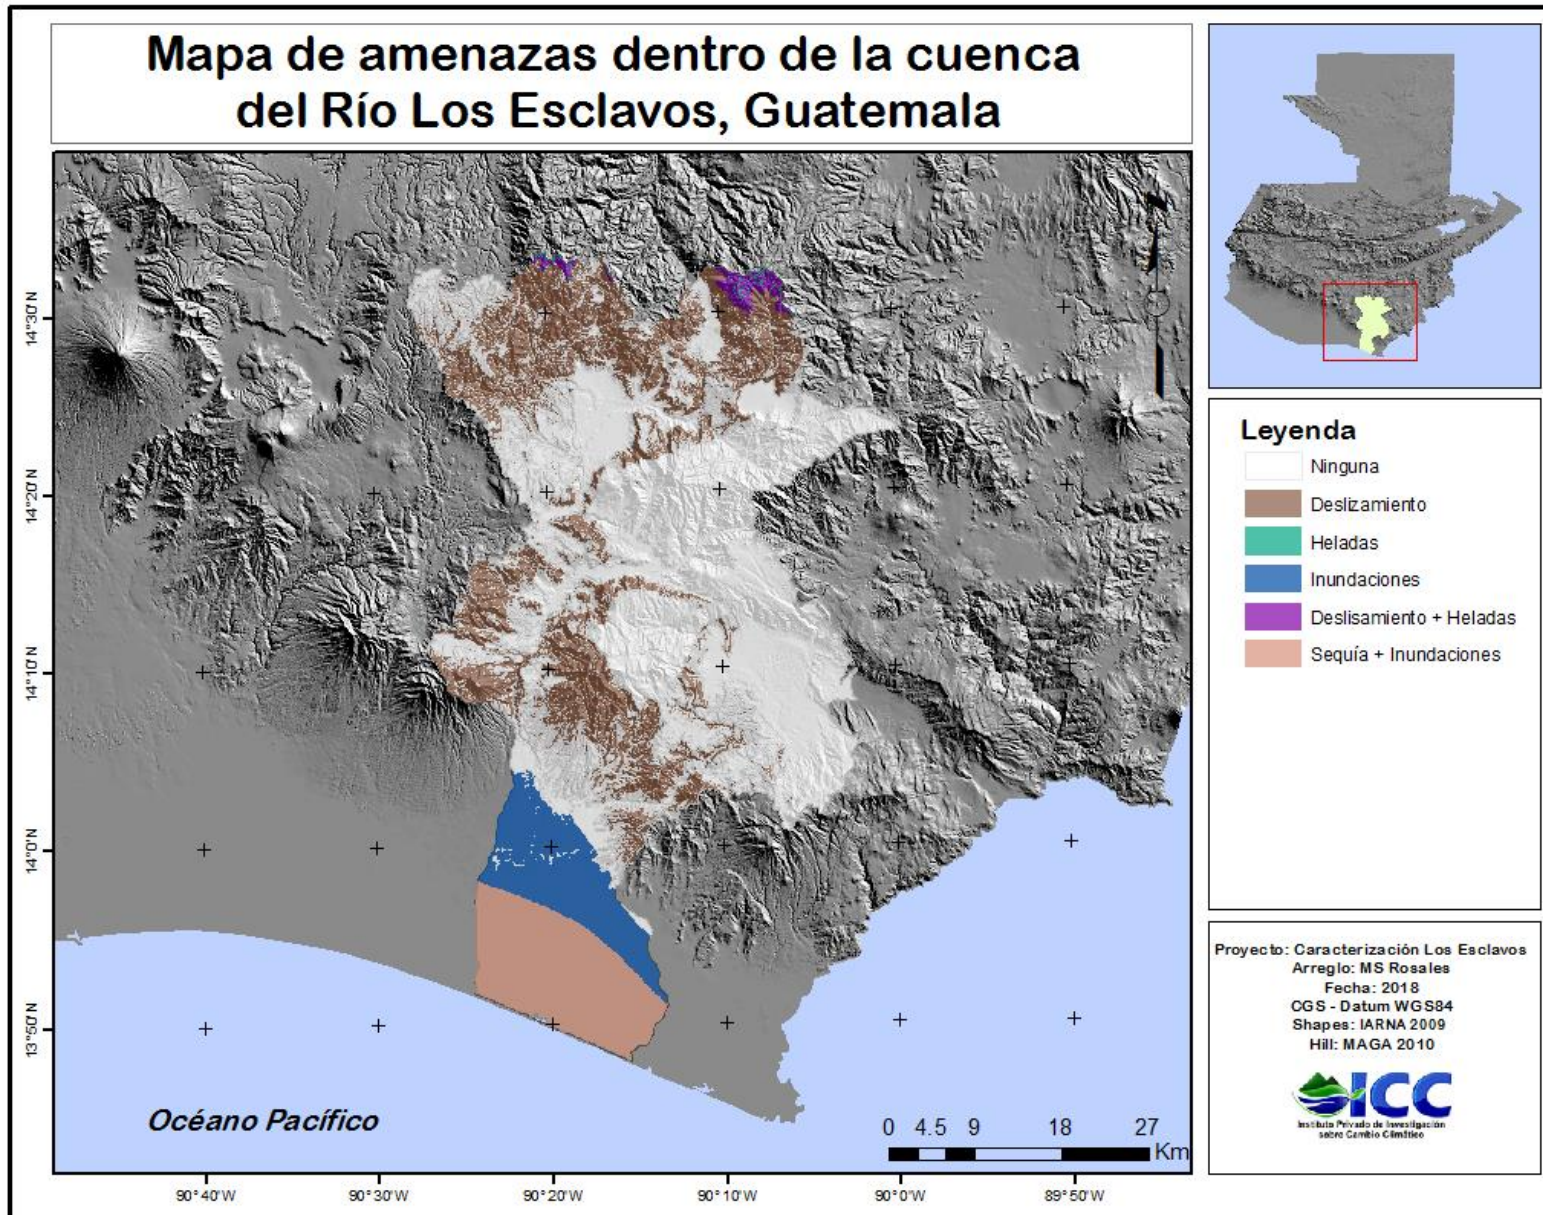 Mapa de amenazas dentro de la cuenca
del Río Los Esclavos, Guatemala
14°30'N
14°20'N
14°10'N
14°0'N
13°50'N
Océano Pacífico
0 4.5 9 18 27
Km
90°40'W 90°30'W 90°20'W 90°10'W 90°0'W 89°50'W
Leyenda
Ninguna
Deslizamiento
Heladas
Inundaciones
Deslisamiento + Heladas
Sequía + Inundaciones
Proyecto: Caracterización Los Esclavos
Arreglo: MS Rosales
Fecha: 2018
CGS - Datum WGS84
Shapes: IARNA 2009
Hill: MAGA 2010
ICC
Instituto Privado de Investigación
sobre Cambio Climático